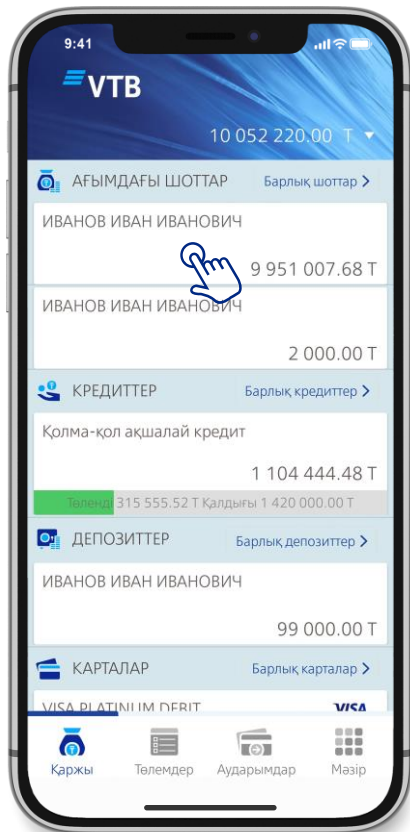 9:41
VTB
10 052 220.00 Т
АҒЫМДАҒЫ ШОТТАР Барлық шоттар >
ИВАНОВ ИВАН ИВАНОВИЧ
9 951 007.68 Т
ИВАНОВ ИВАН ИВАНОВИЧ
2 000.00 Т
КРЕДИТТЕР Барлық кредиттер >
Қолма-қол ақшалай кредит
1 104 444.48 Т
Төленді 315 555.52 Т Қалдығы 1 420 000.00 Т
ДЕПОЗИТТЕР Барлық депозиттер >
ИВАНОВ ИВАН ИВАНОВИЧ
99 000.00 Т
КАРТАЛАР Барлық карталар >
VISA PLATINUM DEBIT VISA
Қаржы Төлемдер Аударымдар Мәзір